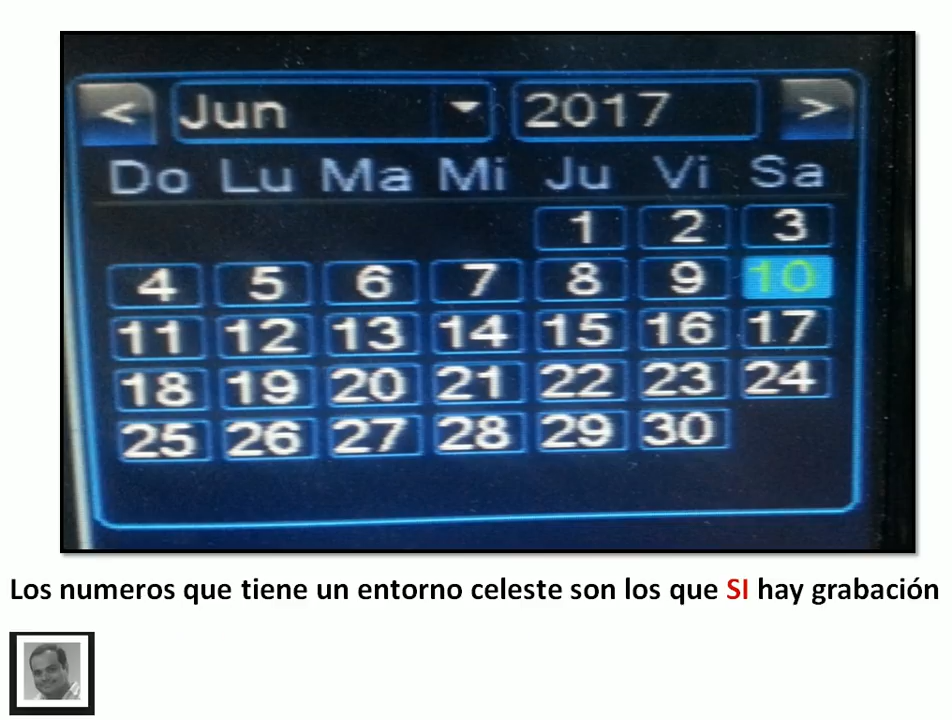 < Jun 2017 >
Do Lu Ma Mi Ju Vi Sa
1 2 3
4 5 6 7 8 9 10
11 12 13 14 15 16 17
18 19 20 21 22 23 24
25 26 27 28 29 30
Los numeros que tiene un entorno celeste son los que SI hay grabación